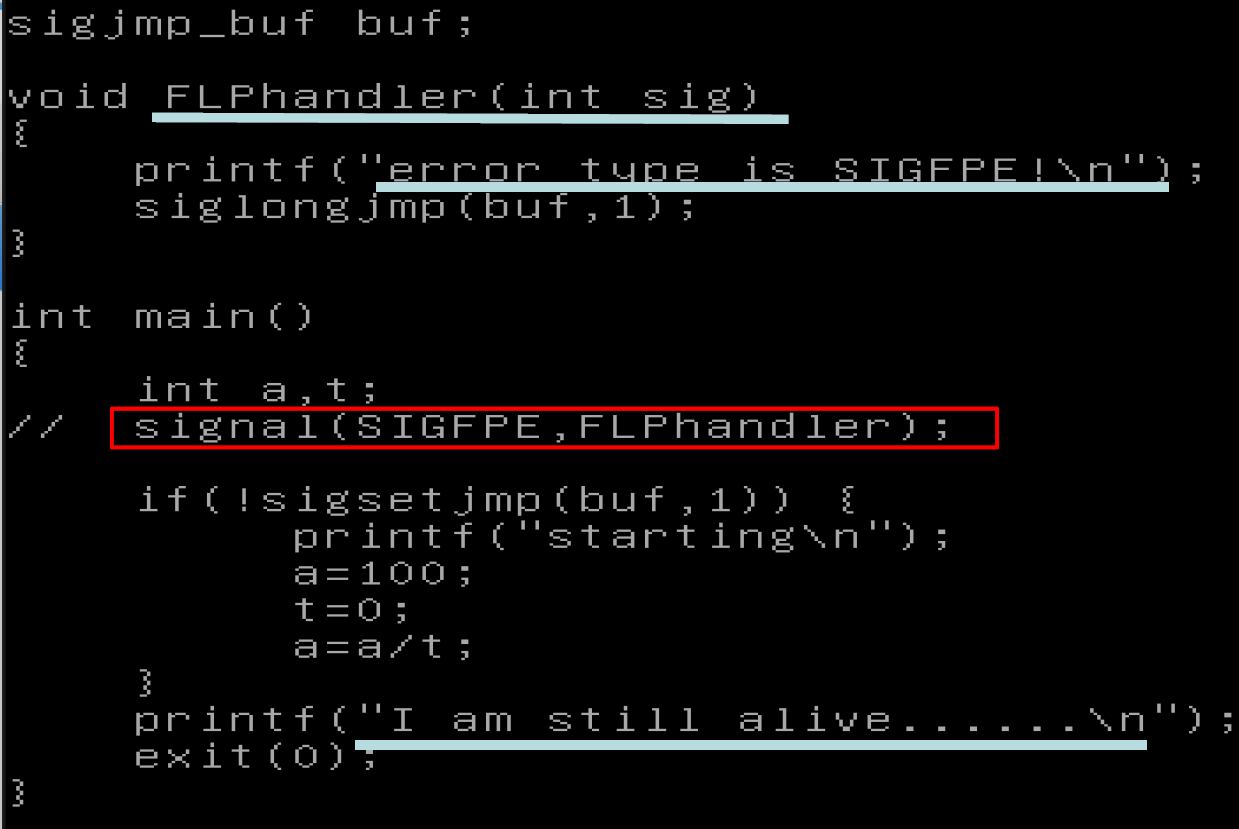 sigjmp_buf buf;
void FLPhandler(int sig)
{
printf("error type is SIGFPE!\n");
siglongjmp(buf,1);
}
int main()
{
int a,t;
// signal(SIGFPE,FLPhandler);
if(!sigsetjmp(buf,1)) {
printf("starting\n");
a=100;
t=0;
a=a/t;
}
printf("I am still alive......\n");
exit(0);
}